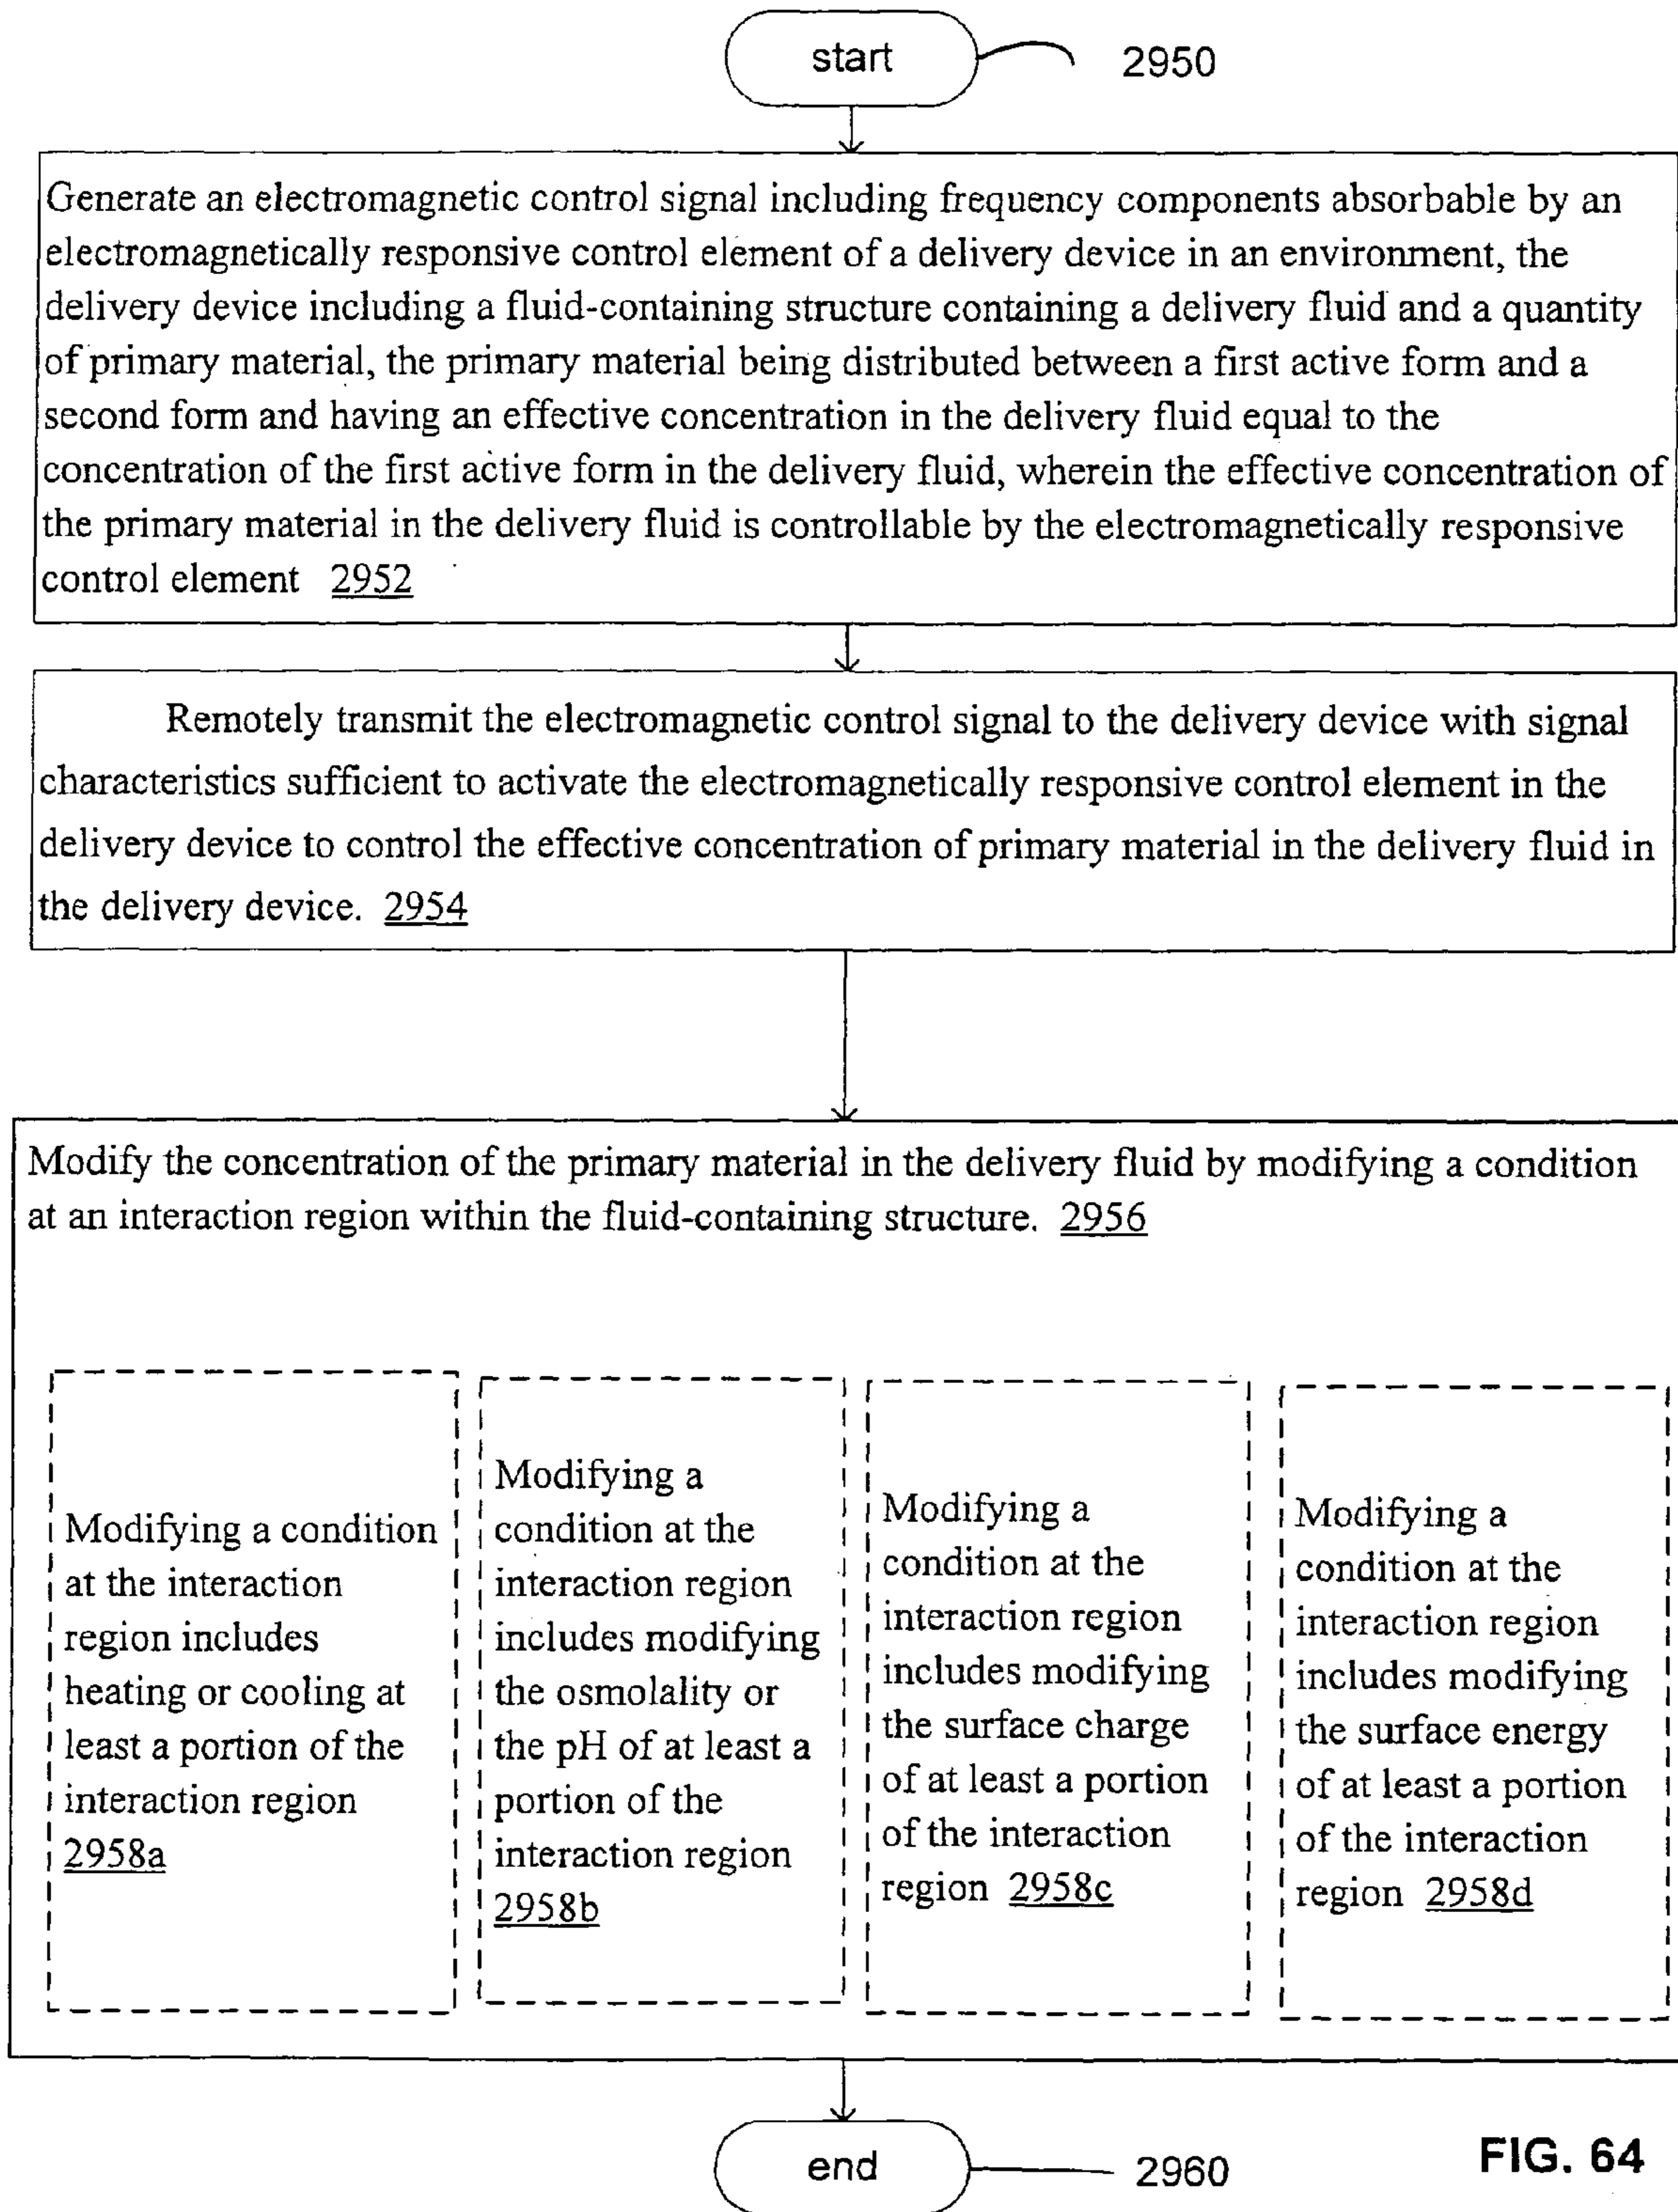 start
2950
Generate an electromagnetic control signal including frequency components absorbable by an
electromagnetically responsive control element of a delivery device in an environment, the
delivery device including a fluid-containing structure containing a delivery fluid and a quantity
of primary material, the primary material being distributed between a first active form and a
second form and having an effective concentration in the delivery fluid equal to the
concentration of the first active form in the delivery fluid, wherein the effective concentration of
the primary material in the delivery fluid is controllable by the electromagnetically responsive
control element 2952
Remotely transmit the electromagnetic control signal to the delivery device with signal
characteristics sufficient to activate the electromagnetically responsive control element in the
delivery device to control the effective concentration of primary material in the delivery fluid in
the delivery device. 2954
Modify the concentration of the primary material in the delivery fluid by modifying a condition
at an interaction region within the fluid-containing structure. 2956
Modifying a condition
at the interaction
region includes
heating or cooling at
least a portion of the
interaction region
2958a
Modifying a
condition at the
interaction region
includes modifying
the osmolality or
the pH of at least a
portion of the
interaction region
2958b
Modifying a
condition at the
interaction region
includes modifying
the surface charge
of at least a portion
of the interaction
region 2958c
Modifying a
condition at the
interaction region
includes modifying
the surface energy
of at least a portion
of the interaction
region 2958d
end
2960
FIG. 64